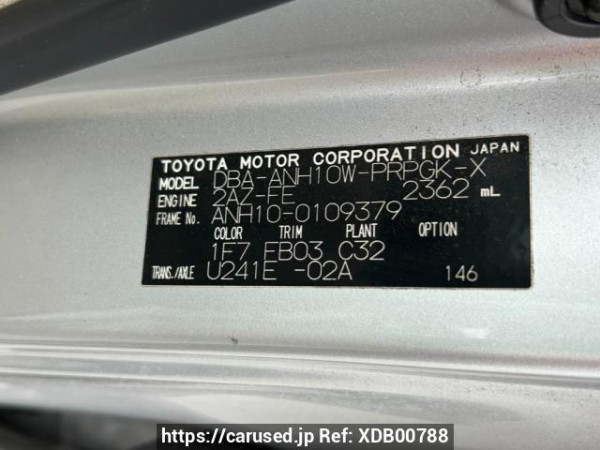 TOYOTA MOTOR CORPORATION JAPAN
MODEL DBA-ANH10W-PRPGK-X
ENGINE 2AZ-FE 2362 mL
FRAME No. ANH10-0109379
COLOR TRIM PLANT OPTION
1F7 FB03 C32
TRANS./AXLE U241E -02A 146
https://carused.jp Ref: XDB00788